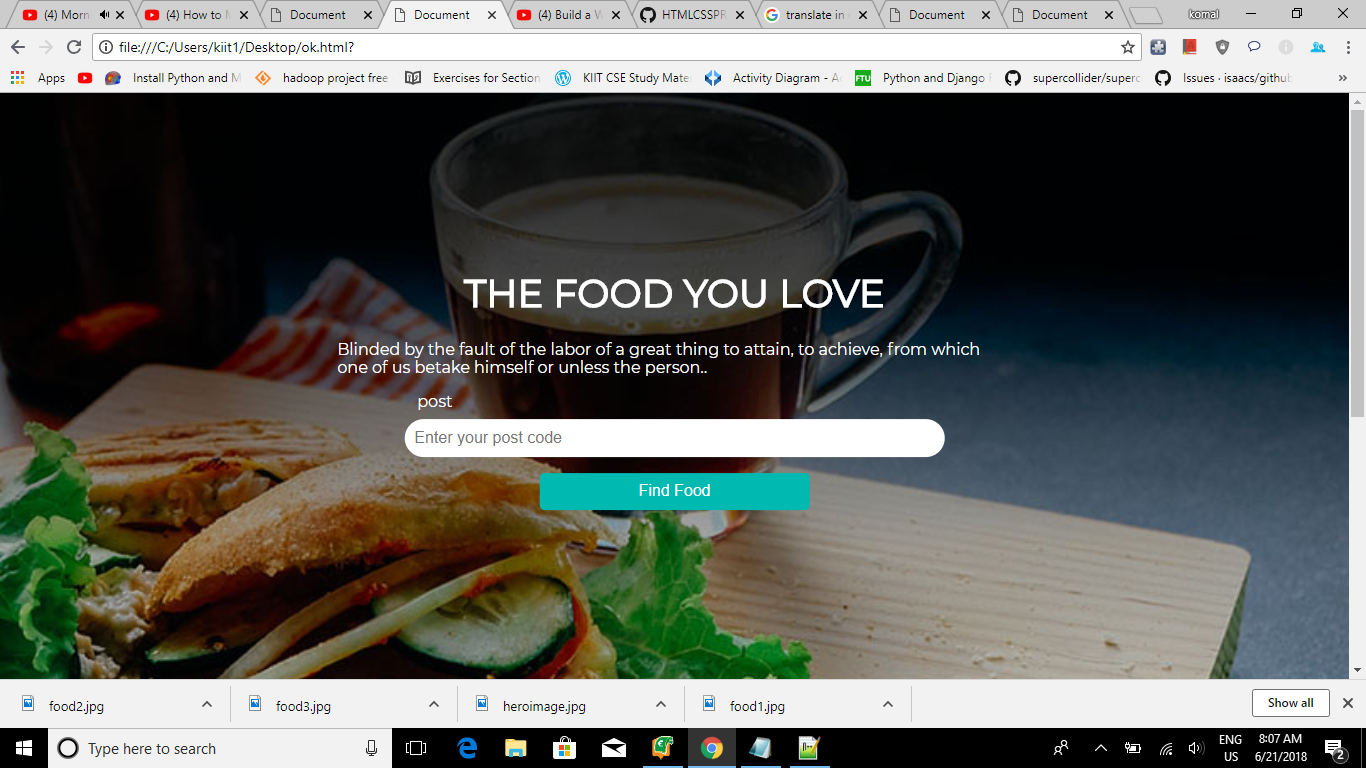 (4) Morn
(4) How to M
Document
Document
(4) Build a W
HTMLCSSPR
translate in
Document
Document
komal
file:///C:/Users/kiit1/Desktop/ok.html?
Apps
Install Python and M
hadoop project free
Exercises for Section
KIIT CSE Study Mate
Activity Diagram - Ac
FTU
Python and Django F
supercollider/superc
Issues · isaacs/githu
THE FOOD YOU LOVE
Blinded by the fault of the labor of a great thing to attain, to achieve, from which
one of us betake himself or unless the person..
post
Enter your post code
Find Food
food2.jpg
food3.jpg
heroimage.jpg
food1.jpg
Show all
Type here to search
ENG
US
8:07 AM
6/21/2018
2